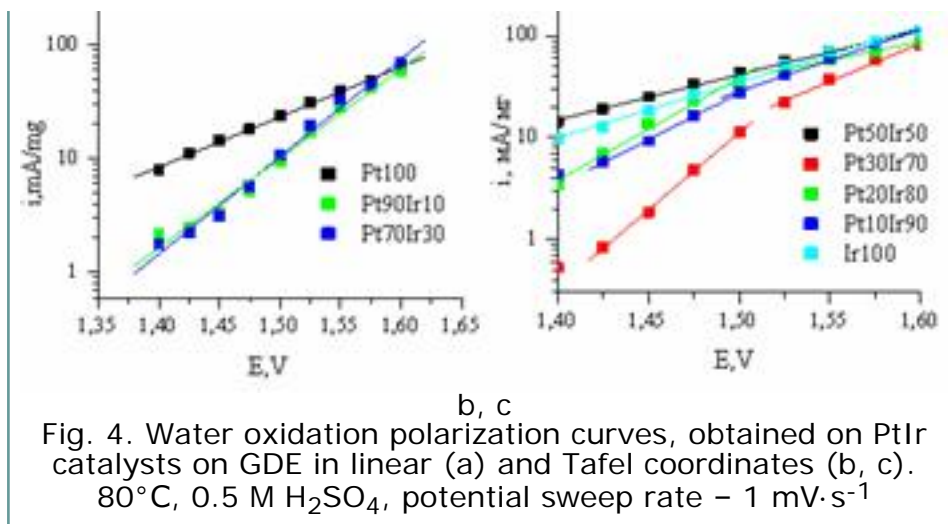 100
10
1
i,mA/mg
Pt100
Pt90Ir10
Pt70Ir30
1,35 1,40 1,45 1,50 1,55 1,60 1,65
E,V
100
10
1
i, мА/мг
Pt50Ir50
Pt30Ir70
Pt20Ir80
Pt10Ir90
Ir100
1,40 1,45 1,50 1,55 1,60
E,V
b, c
Fig. 4. Water oxidation polarization curves, obtained on PtIr
catalysts on GDE in linear (a) and Tafel coordinates (b, c).
80°C, 0.5 M H₂SO₄, potential sweep rate – 1 mV·s⁻¹